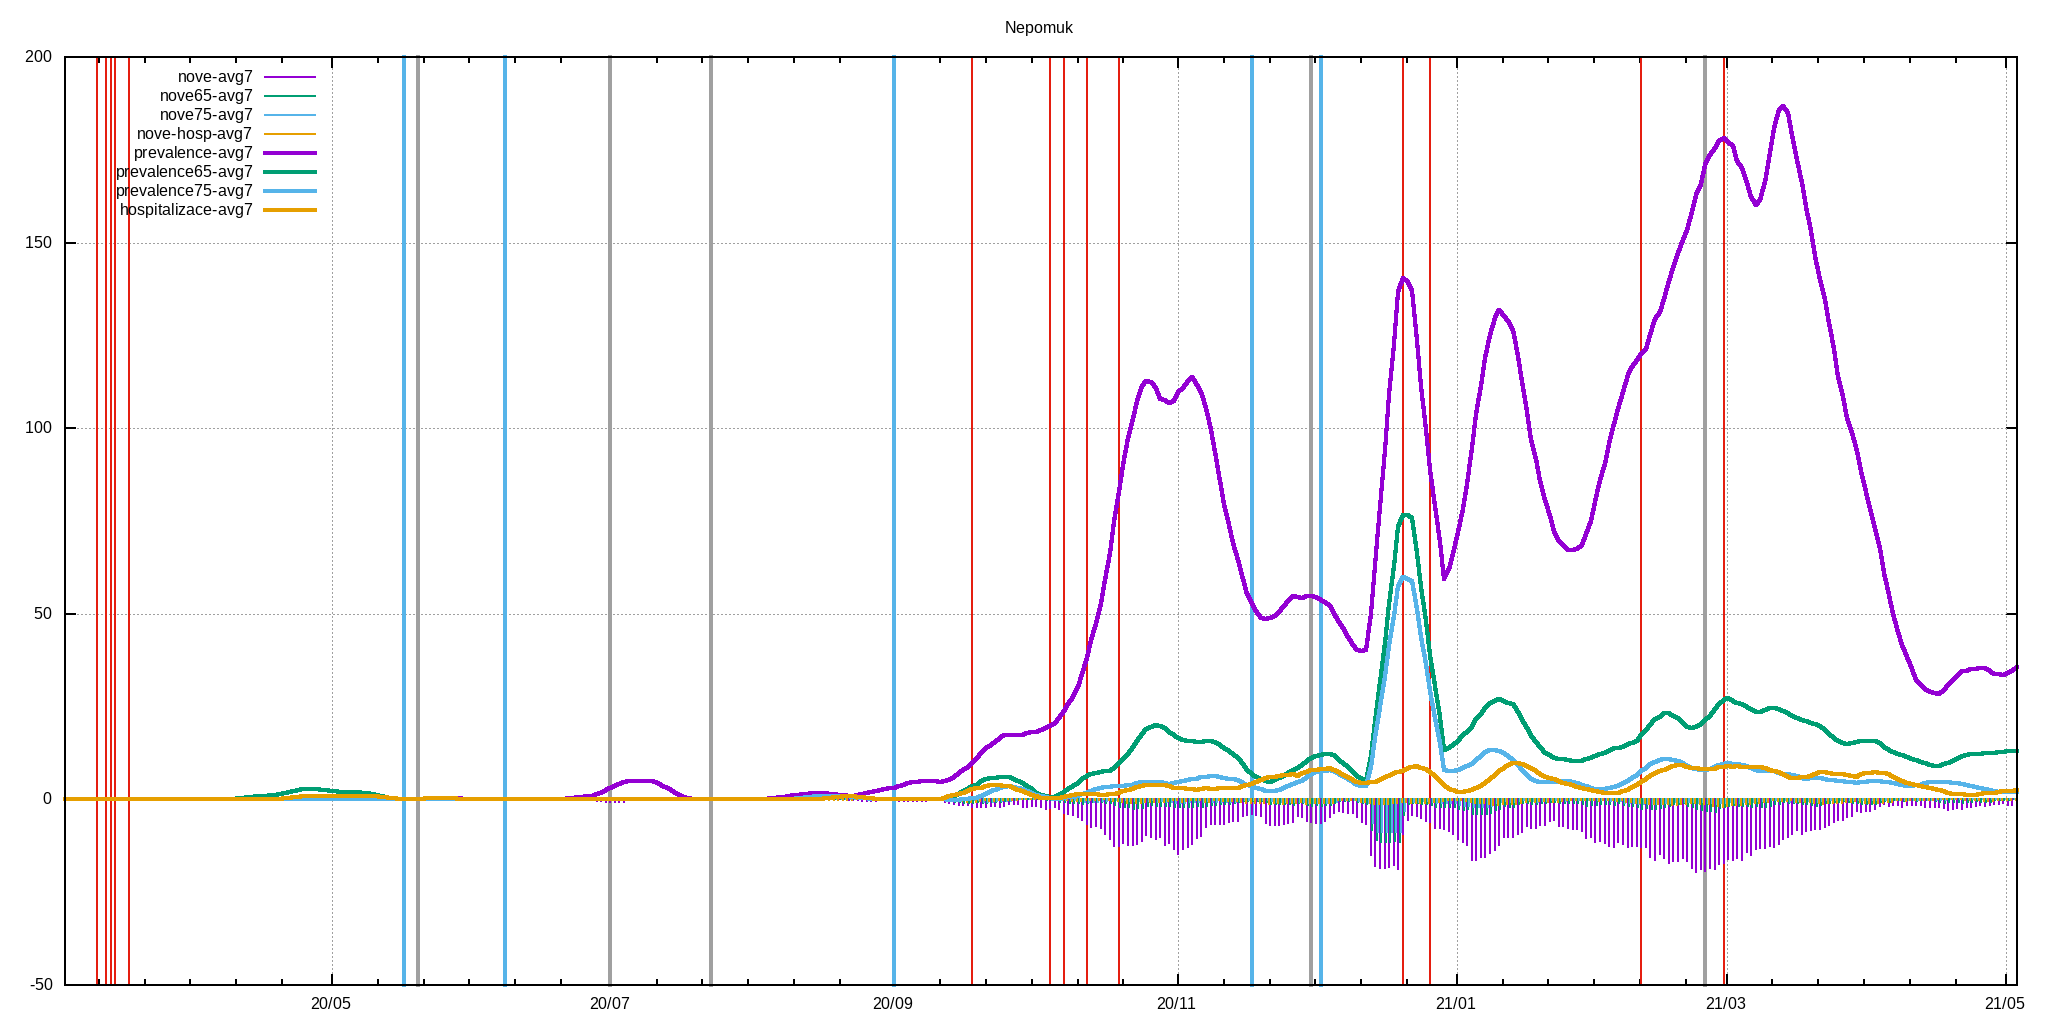 Nepomuk
200
nove-avg7
nove65-avg7
nove75-avg7
nove-hosp-avg7
prevalence-avg7
prevalence65-avg7
prevalence75-avg7
hospitalizace-avg7
150
100
50
0
-50
20/05 20/07 20/09 20/11 21/01 21/03 21/05